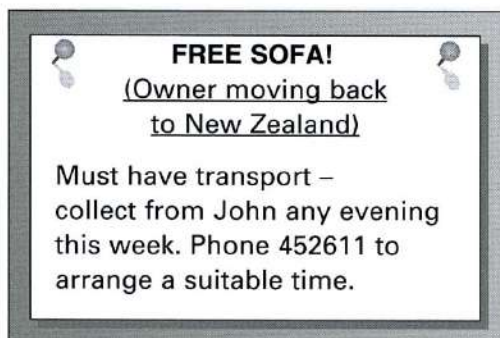 FREE SOFA!
(Owner moving back
to New Zealand)
Must have transport –
collect from John any evening
this week. Phone 452611 to
arrange a suitable time.